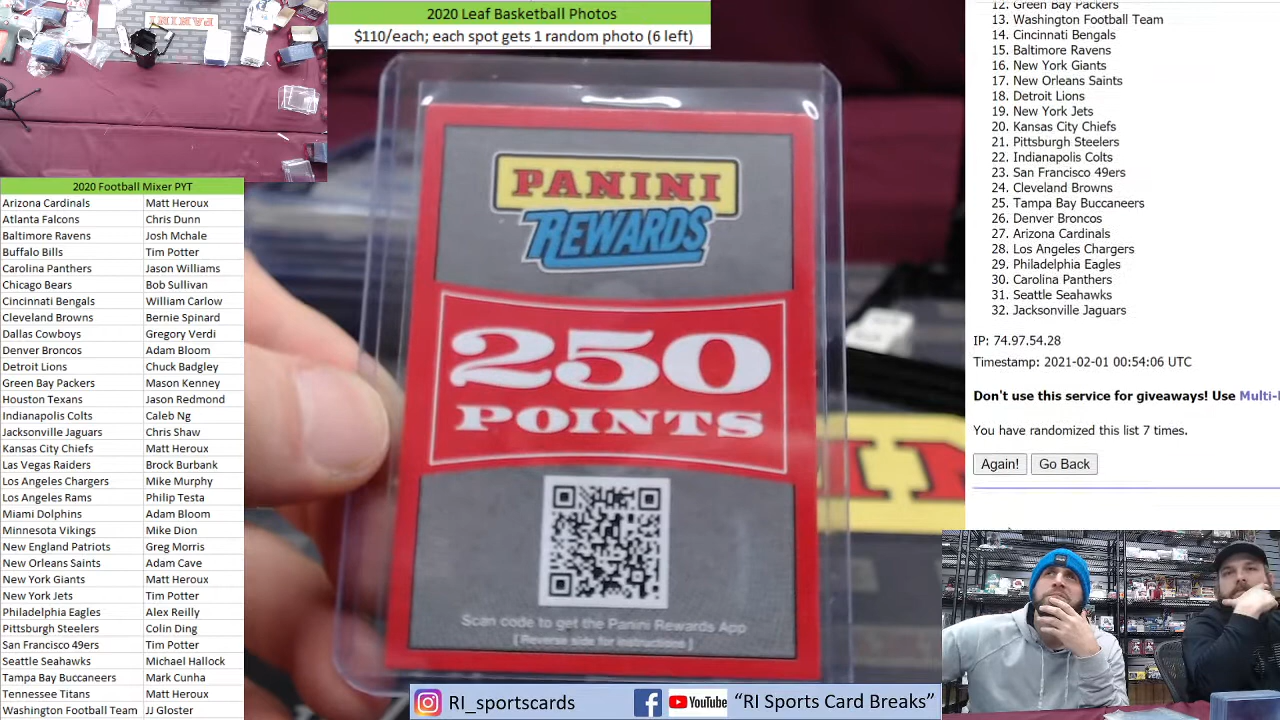 PANINI
2020 Leaf Basketball Photos
$110/each; each spot gets 1 random photo (6 left)
2020 Football Mixer PYT
Arizona Cardinals Matt Heroux
Atlanta Falcons Chris Dunn
Baltimore Ravens Josh Mchale
Buffalo Bills Tim Potter
Carolina Panthers Jason Williams
Chicago Bears Bob Sullivan
Cincinnati Bengals William Carlow
Cleveland Browns Bernie Spinard
Dallas Cowboys Gregory Verdi
Denver Broncos Adam Bloom
Detroit Lions Chuck Badgley
Green Bay Packers Mason Kenney
Houston Texans Jason Redmond
Indianapolis Colts Caleb Ng
Jacksonville Jaguars Chris Shaw
Kansas City Chiefs Matt Heroux
Las Vegas Raiders Brock Burbank
Los Angeles Chargers Mike Murphy
Los Angeles Rams Philip Testa
Miami Dolphins Adam Bloom
Minnesota Vikings Mike Dion
New England Patriots Greg Morris
New Orleans Saints Adam Cave
New York Giants Matt Heroux
New York Jets Tim Potter
Philadelphia Eagles Alex Reilly
Pittsburgh Steelers Colin Ding
San Francisco 49ers Tim Potter
Seattle Seahawks Michael Hallock
Tampa Bay Buccaneers Mark Cunha
Tennessee Titans Matt Heroux
Washington Football Team JJ Gloster
PANINI
REWARDS
250
POINTS
Scan code to get the Panini Rewards App
[ Reverse side for instructions ]
12. Green Bay Packers
13. Washington Football Team
14. Cincinnati Bengals
15. Baltimore Ravens
16. New York Giants
17. New Orleans Saints
18. Detroit Lions
19. New York Jets
20. Kansas City Chiefs
21. Pittsburgh Steelers
22. Indianapolis Colts
23. San Francisco 49ers
24. Cleveland Browns
25. Tampa Bay Buccaneers
26. Denver Broncos
27. Arizona Cardinals
28. Los Angeles Chargers
29. Philadelphia Eagles
30. Carolina Panthers
31. Seattle Seahawks
32. Jacksonville Jaguars
IP: 74.97.54.28
Timestamp: 2021-02-01 00:54:06 UTC
Don't use this service for giveaways! Use Multi-
You have randomized this list 7 times.
Again! Go Back
RI_sportscards
YouTube
"RI Sports Card Breaks"